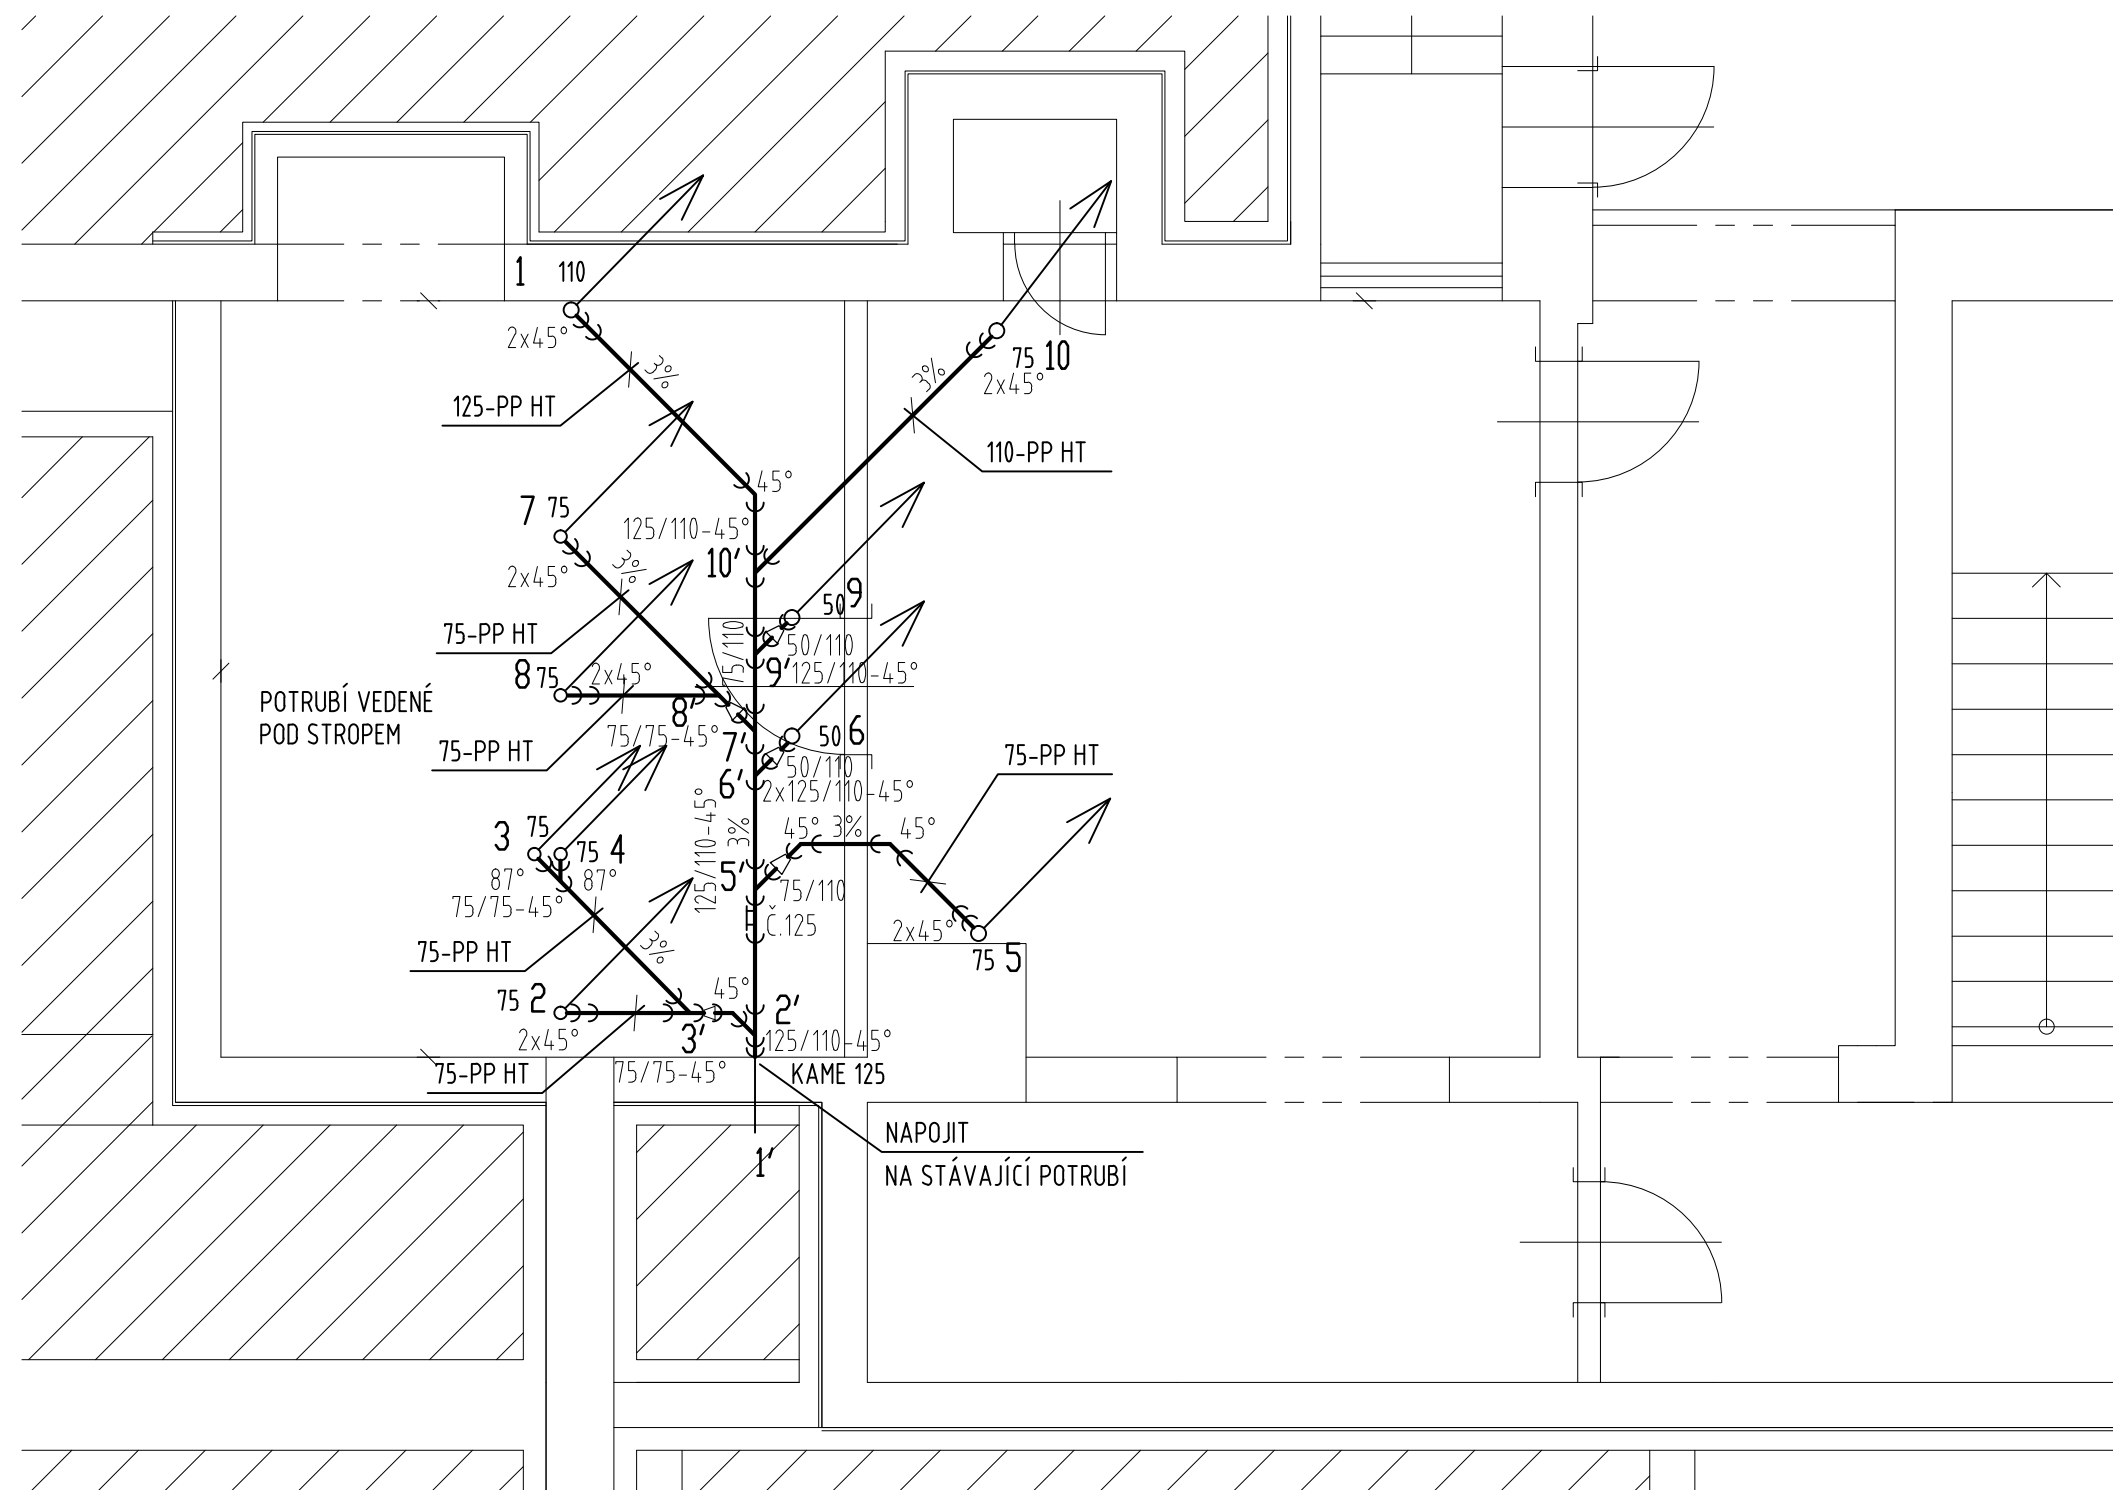 1 110
2x45°
3%
125-PP HT
75 10
2x45°
3%
110-PP HT
45°
7 75
125/110-45°
10'
2x45°
3%
50 9
75-PP HT
75/110
50/110
8 75
2x45°
9' 125/110-45°
POTRUBÍ VEDENÉ
POD STROPEM
8'
75/75-45°
7'
50 6
75-PP HT
50/110
6'
2x125/110-45°
75-PP HT
3 75
75 4
125/110-45°
3%
45°
3%
45°
87°
87°
5'
75/110
75/75-45°
Č.125
2x45°
75 5
75-PP HT
3%
75 2
45°
2'
2x45°
3'
125/110-45°
75-PP HT
75/75-45°
KAME 125
NAPOJIT
NA STÁVAJÍCÍ POTRUBÍ
1'